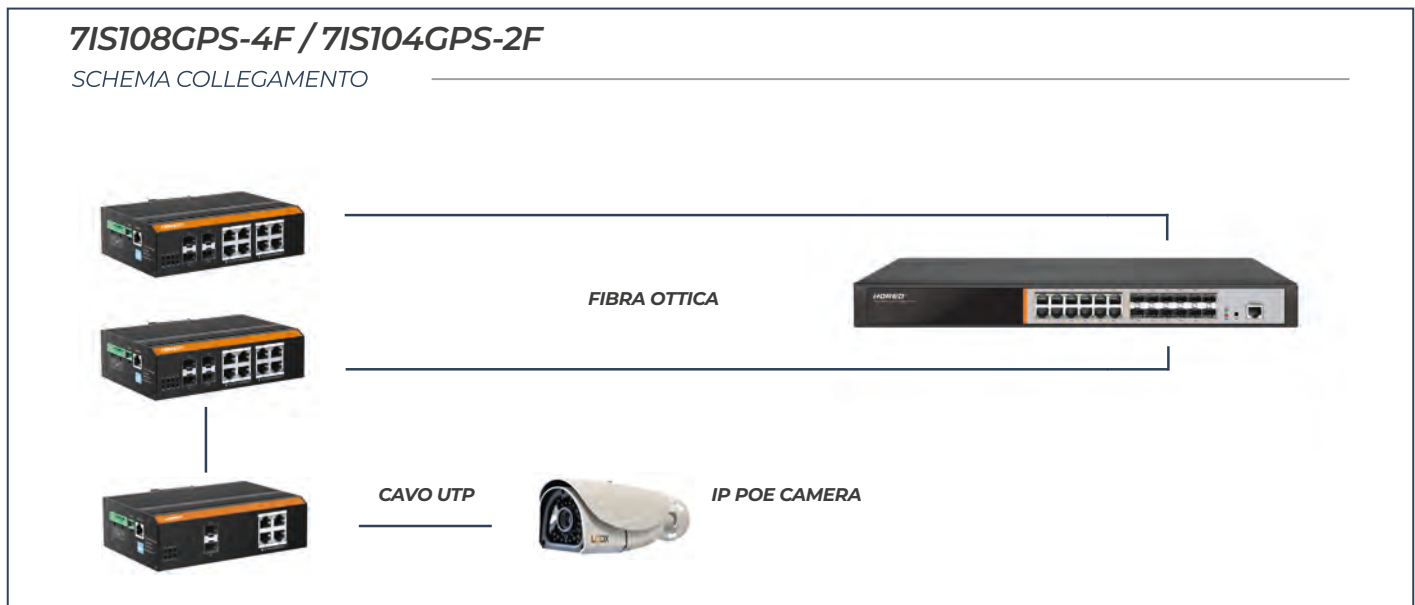 7IS108GPS-4F / 7IS104GPS-2F
SCHEMA COLLEGAMENTO
FIBRA OTTICA
CAVO UTP
IP POE CAMERA